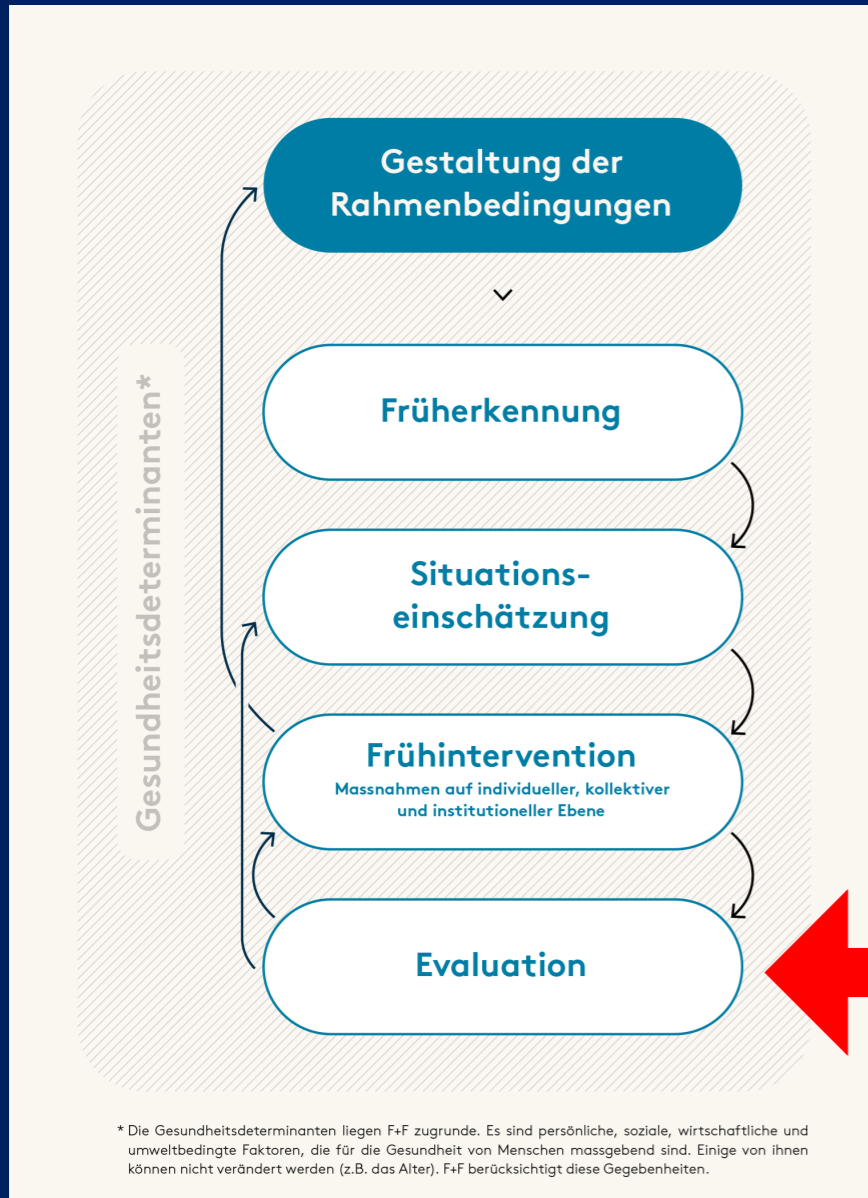 Gestaltung der
Rahmenbedingungen
Früherkennung
Gesundheitsdeterminanten*
Situations-
einschätzung
Frühintervention
Massnahmen auf individueller, kollektiver
und institutioneller Ebene
Evaluation
* Die Gesundheitsdeterminanten liegen F+F zugrunde. Es sind persönliche, soziale, wirtschaftliche und
umweltbedingte Faktoren, die für die Gesundheit von Menschen massgebend sind. Einige von ihnen
können nicht verändert werden (z.B. das Alter). F+F berücksichtigt diese Gegebenheiten.